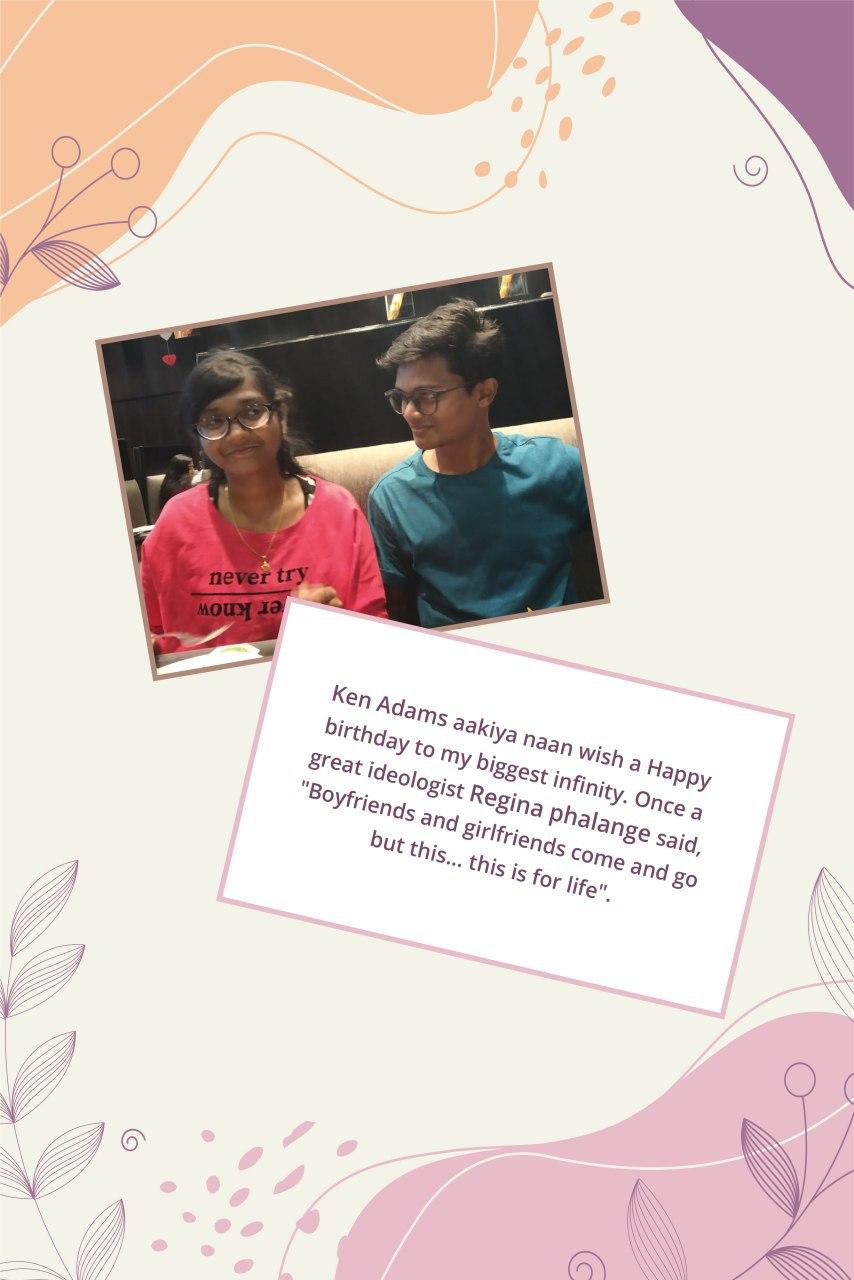 never try
never know
Ken Adams aakiya naan wish a Happy
birthday to my biggest infinity. Once a
great ideologist Regina phalange said,
"Boyfriends and girlfriends come and go
but this... this is for life".